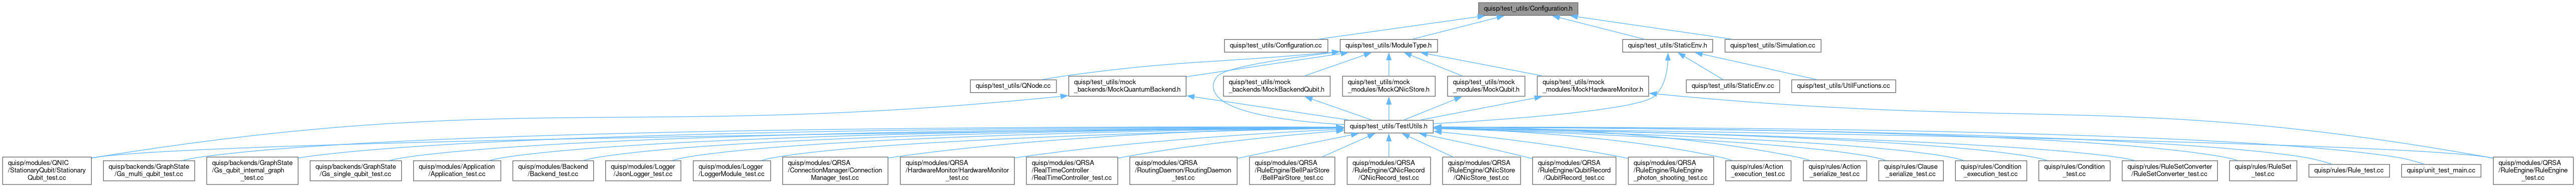 quisp/test_utils/Configuration.h
quisp/test_utils/Configuration.cc
quisp/test_utils/ModuleType.h
quisp/test_utils/StaticEnv.h
quisp/test_utils/Simulation.cc
quisp/test_utils/QNode.cc
quisp/test_utils/mock
_backends/MockQuantumBackend.h
quisp/test_utils/mock
_backends/MockBackendQubit.h
quisp/test_utils/mock
_modules/MockQNicStore.h
quisp/test_utils/mock
_modules/MockQubit.h
quisp/test_utils/mock
_modules/MockHardwareMonitor.h
quisp/test_utils/StaticEnv.cc
quisp/test_utils/UtilFunctions.cc
quisp/test_utils/TestUtils.h
quisp/modules/QNIC
/StationaryQubit/Stationary
Qubit_test.cc
quisp/backends/GraphState
/Gs_multi_qubit_test.cc
quisp/backends/GraphState
/Gs_qubit_internal_graph
_test.cc
quisp/backends/GraphState
/Gs_single_qubit_test.cc
quisp/modules/Application
/Application_test.cc
quisp/modules/Backend
/Backend_test.cc
quisp/modules/Logger
/JsonLogger_test.cc
quisp/modules/Logger
/LoggerModule_test.cc
quisp/modules/QRSA
/ConnectionManager/Connection
Manager_test.cc
quisp/modules/QRSA
/HardwareMonitor/HardwareMonitor
_test.cc
quisp/modules/QRSA
/RealTimeController
/RealTimeController_test.cc
quisp/modules/QRSA
/RoutingDaemon/RoutingDaemon
_test.cc
quisp/modules/QRSA
/RuleEngine/BellPairStore
/BellPairStore_test.cc
quisp/modules/QRSA
/RuleEngine/QNicRecord
/QNicRecord_test.cc
quisp/modules/QRSA
/RuleEngine/QNicStore
/QNicStore_test.cc
quisp/modules/QRSA
/RuleEngine/QubitRecord
/QubitRecord_test.cc
quisp/modules/QRSA
/RuleEngine/RuleEngine
_photon_shooting_test.cc
quisp/rules/Action
_execution_test.cc
quisp/rules/Action
_serialize_test.cc
quisp/rules/Clause
_serialize_test.cc
quisp/rules/Condition
_execution_test.cc
quisp/rules/Condition
_test.cc
quisp/rules/RuleSetConverter
/RuleSetConverter_test.cc
quisp/rules/RuleSet
_test.cc
quisp/rules/Rule_test.cc
quisp/unit_test_main.cc
quisp/modules/QRSA
/RuleEngine/RuleEngine
_test.cc